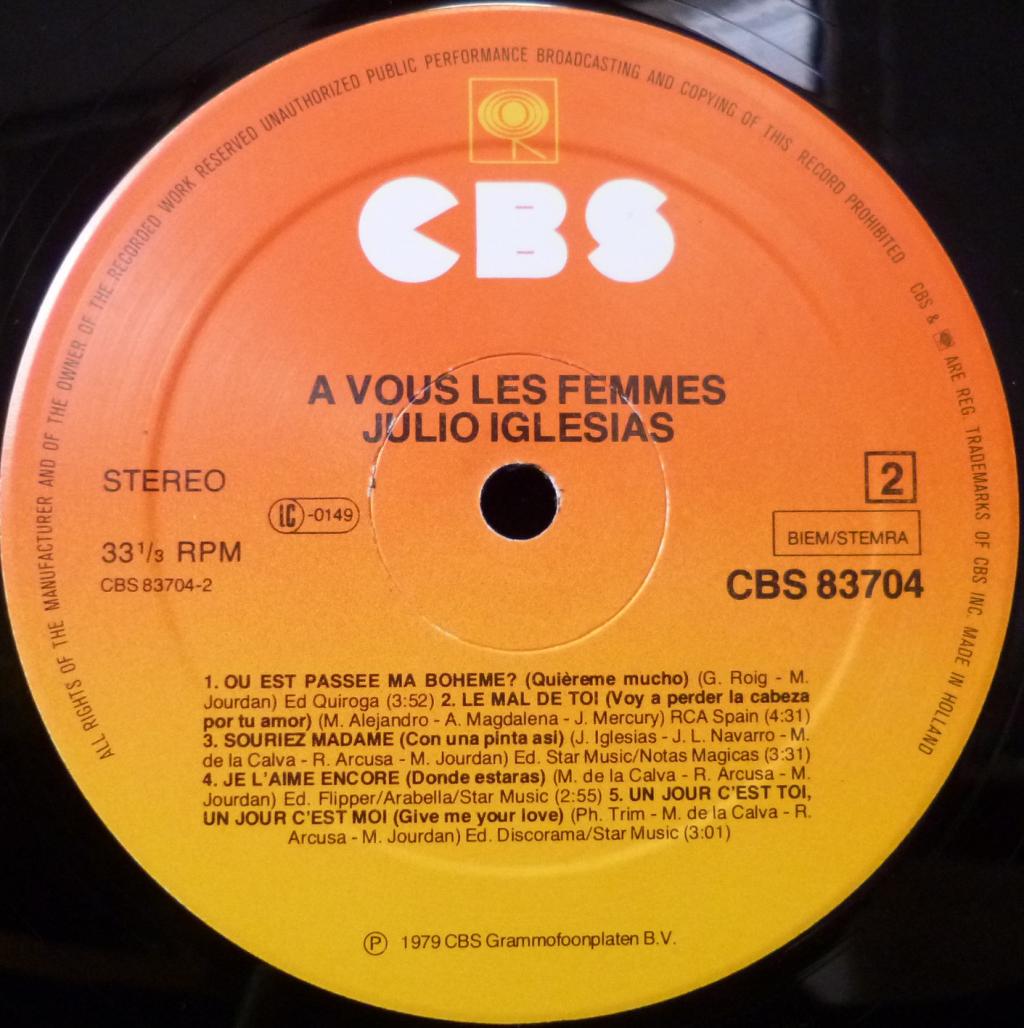 ALL RIGHTS OF THE MANUFACTURER AND OF THE OWNER OF THE RECORDED WORK RESERVED UNAUTHORIZED PUBLIC PERFORMANCE BROADCASTING AND COPYING OF THIS RECORD PROHIBITED
CBS & ARE REG. TRADEMARKS OF CBS INC. MADE IN HOLLAND
CBS
A VOUS LES FEMMES
JULIO IGLESIAS
STEREO
LC-0149
33 1/3 RPM
CBS 83704-2
2
BIEM/STEMRA
CBS 83704
1. OU EST PASSEE MA BOHEME? (Quièreme mucho) (G. Roig - M.
Jourdan) Ed Quiroga (3:52) 2. LE MAL DE TOI (Voy a perder la cabeza
por tu amor) (M. Alejandro - A. Magdalena - J. Mercury) RCA Spain (4:31)
3. SOURIEZ MADAME (Con una pinta asi) (J. Iglesias - J. L. Navarro - M.
de la Calva - R. Arcusa - M. Jourdan) Ed. Star Music/Notas Magicas (3:31)
4. JE L'AIME ENCORE (Donde estaras) (M. de la Calva - R. Arcusa - M.
Jourdan) Ed. Flipper/Arabella/Star Music (2:55) 5. UN JOUR C'EST TOI,
UN JOUR C'EST MOI (Give me your love) (Ph. Trim - M. de la Calva - R.
Arcusa - M. Jourdan) Ed. Discorama/Star Music (3:01)
℗ 1979 CBS Grammofoonplaten B.V.